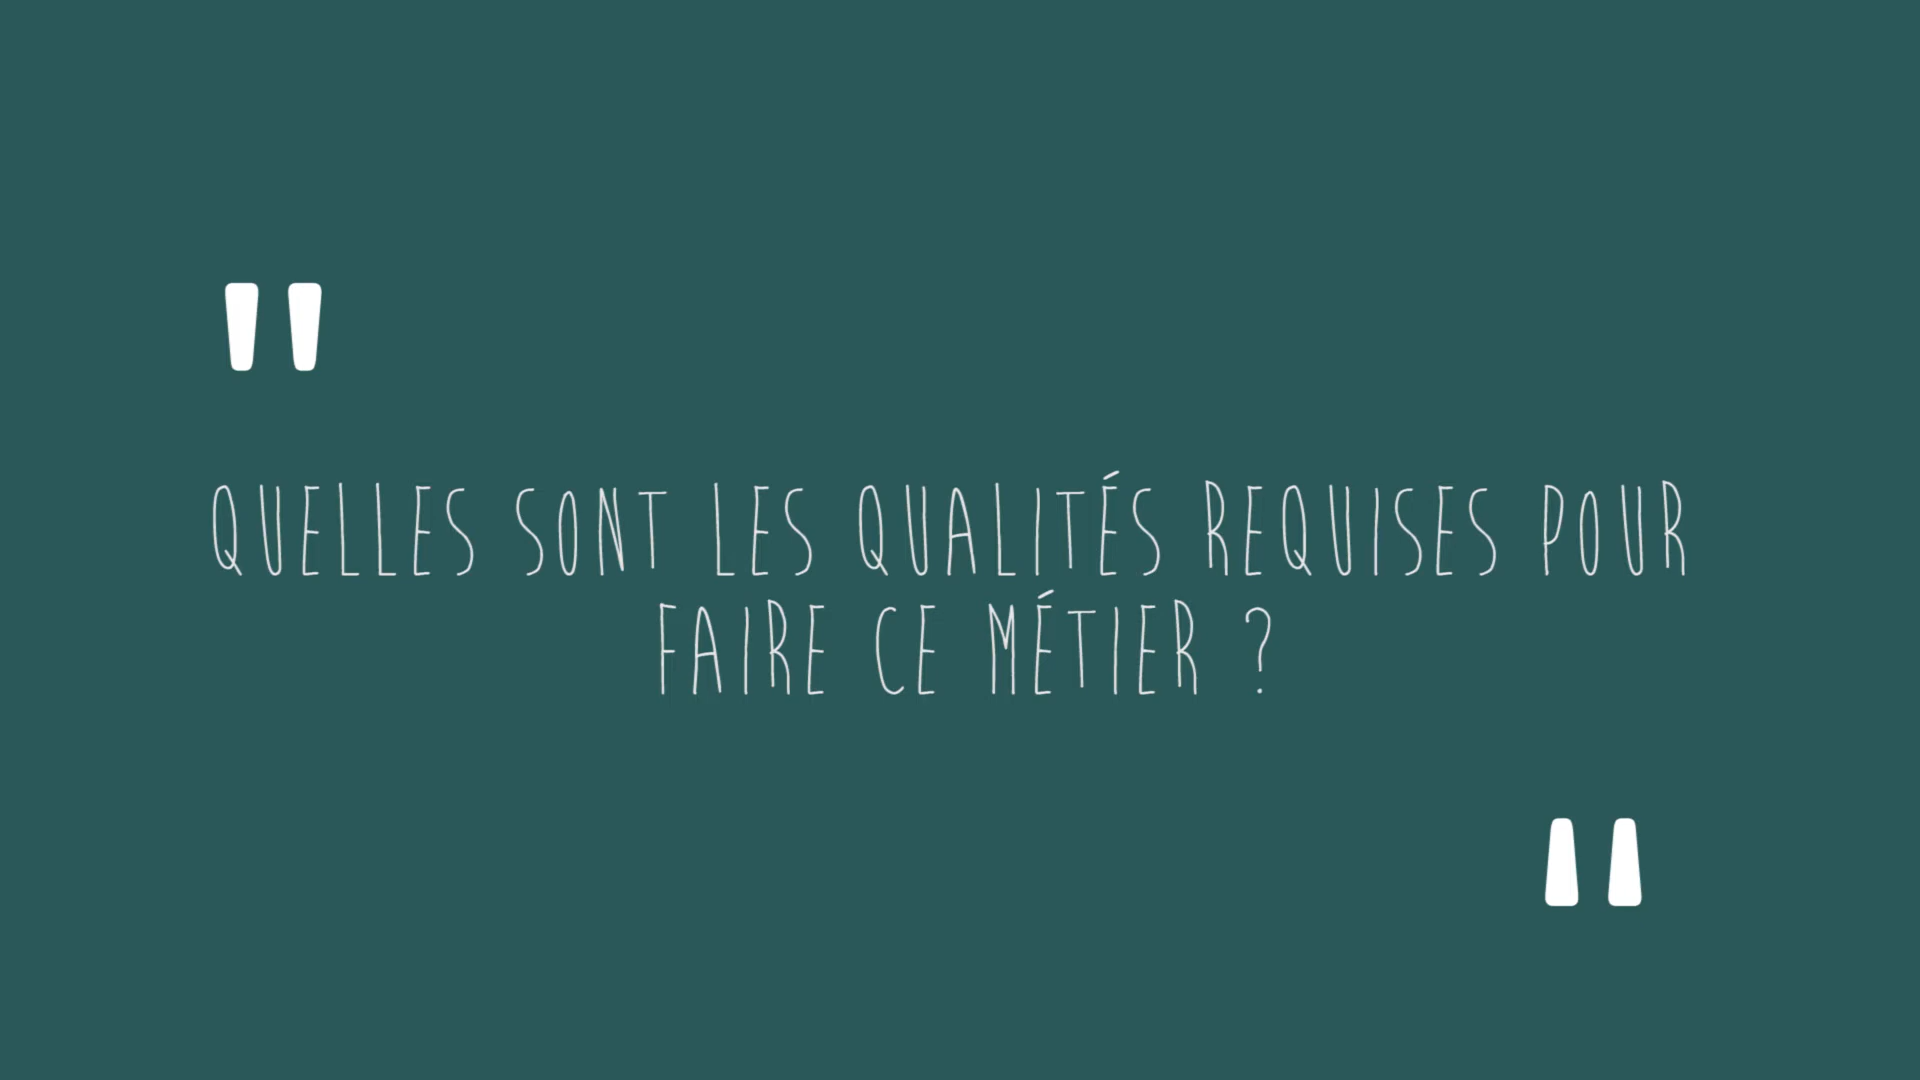 "
QUELLES SONT LES QUALITÉS REQUISES POUR
FAIRE CE MÉTIER ?
"